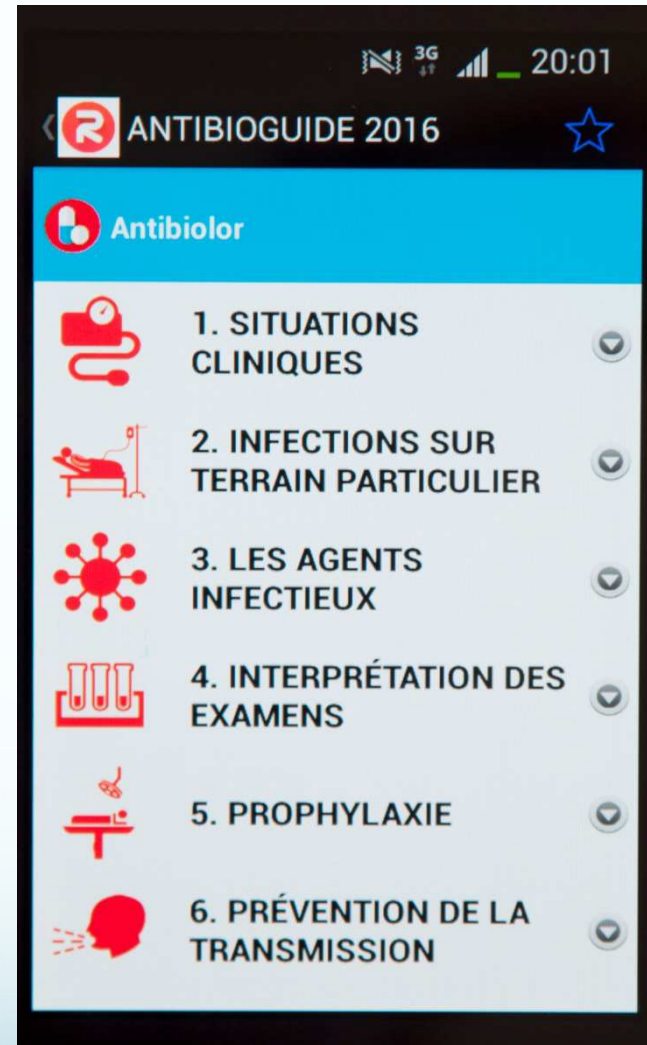 3G 20:01
R ANTIBIOGUIDE 2016
Antibiolor
1. SITUATIONS
CLINIQUES
2. INFECTIONS SUR
TERRAIN PARTICULIER
3. LES AGENTS
INFECTIEUX
4. INTERPRÉTATION DES
EXAMENS
5. PROPHYLAXIE
6. PRÉVENTION DE LA
TRANSMISSION